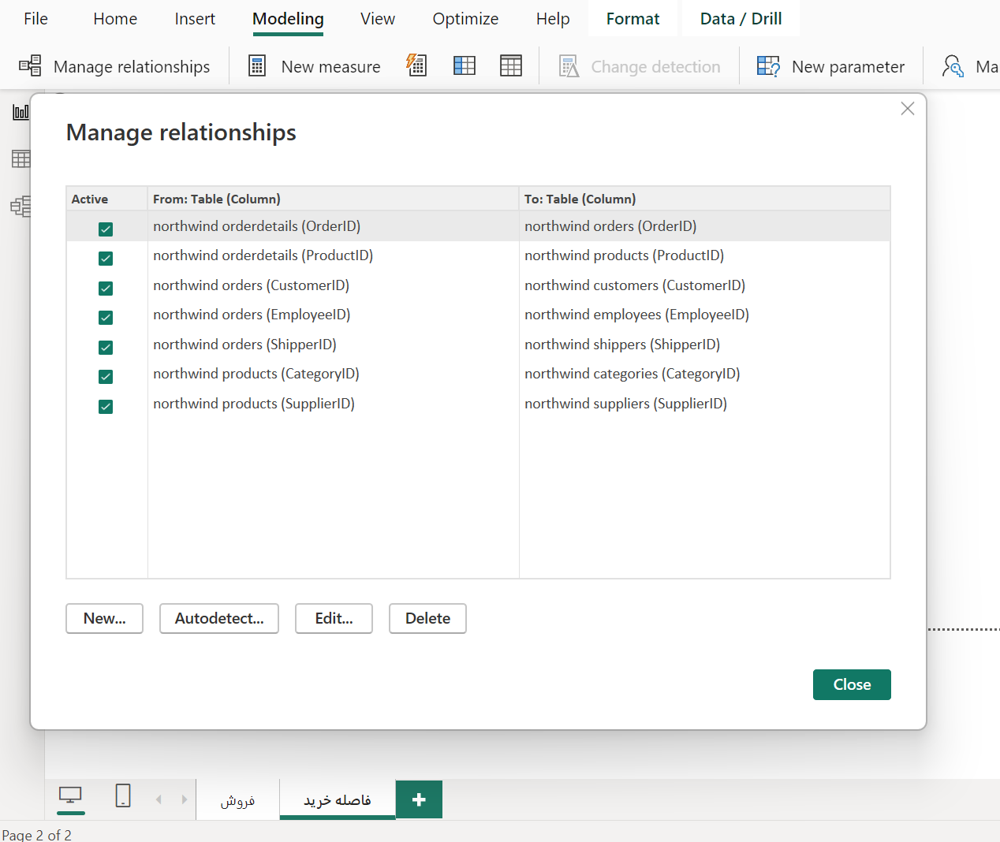 File Home Insert Modeling View Optimize Help Format Data / Drill
Manage relationships New measure Change detection New parameter Ma
Manage relationships
Active From: Table (Column) To: Table (Column)
northwind orderdetails (OrderID) northwind orders (OrderID)
northwind orderdetails (ProductID) northwind products (ProductID)
northwind orders (CustomerID) northwind customers (CustomerID)
northwind orders (EmployeeID) northwind employees (EmployeeID)
northwind orders (ShipperID) northwind shippers (ShipperID)
northwind products (CategoryID) northwind categories (CategoryID)
northwind products (SupplierID) northwind suppliers (SupplierID)
New... Autodetect... Edit... Delete
Close
فروش فاصله خرید
Page 2 of 2